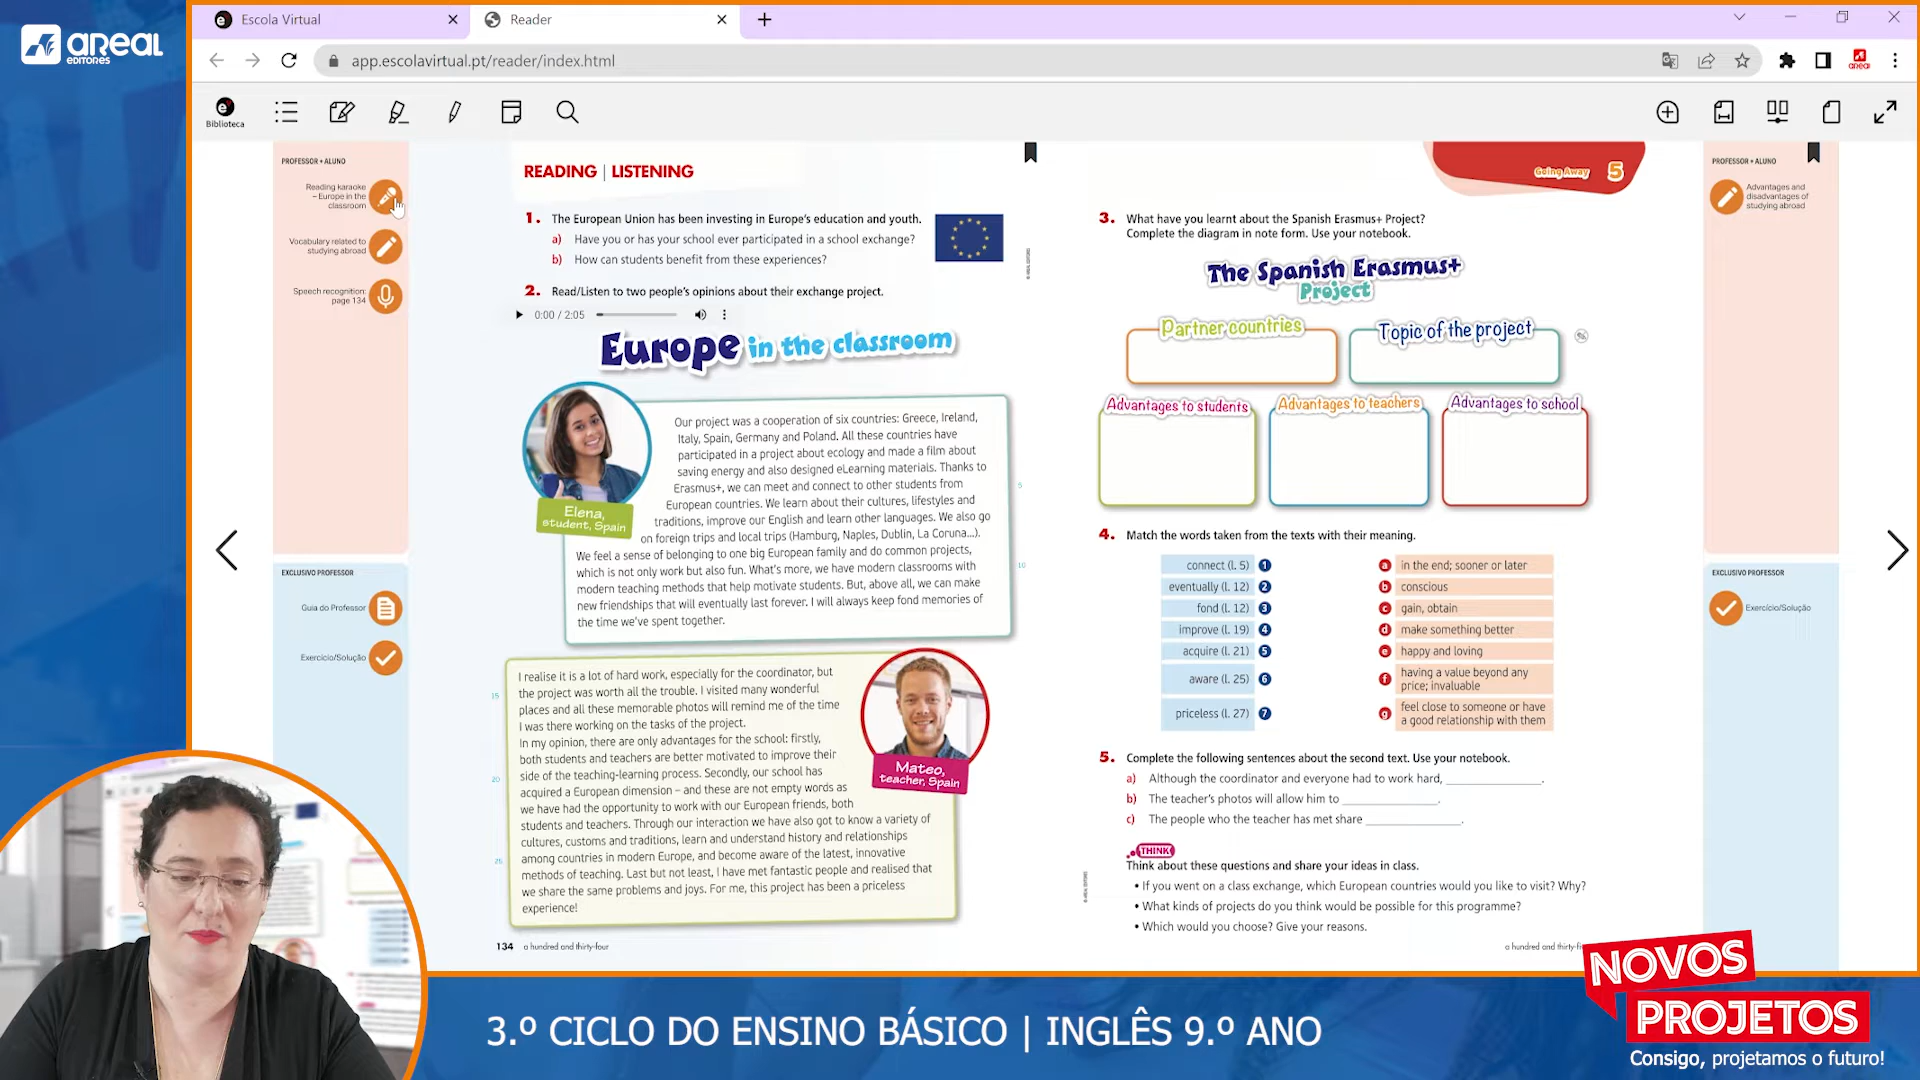 AREAL
EDITORES
Escola Virtual
Reader
app.escolavirtual.pt/reader/index.html
Biblioteca
PROFESSOR + ALUNO
Reading karaoke
– Europe in the
classroom
Vocabulary related to
studying abroad
Speech recognition:
page 134
EXCLUSIVO PROFESSOR
Guia do Professor
Exercício/Solução
READING | LISTENING
1. The European Union has been investing in Europe's education and youth.
a) Have you or has your school ever participated in a school exchange?
b) How can students benefit from these experiences?
2. Read/Listen to two people's opinions about their exchange project.
0:00 / 2:05
Europe in the classroom
Elena,
student, Spain
Our project was a cooperation of six countries: Greece, Ireland,
Italy, Spain, Germany and Poland. All these countries have
participated in a project about ecology and made a film about
saving energy and also designed eLearning materials. Thanks to
Erasmus+, we can meet and connect to other students from
European countries. We learn about their cultures, lifestyles and
traditions, improve our English and learn other languages. We also go
on foreign trips and local trips (Hamburg, Naples, Dublin, La Coruna...).
We feel a sense of belonging to one big European family and do common projects,
which is not only work but also fun. What's more, we have modern classrooms with
modern teaching methods that help motivate students. But, above all, we can make
new friendships that will eventually last forever. I will always keep fond memories of
the time we've spent together.
5
10
I realise it is a lot of hard work, especially for the coordinator, but
the project was worth all the trouble. I visited many wonderful
places and all these memorable photos will remind me of the time
I was there working on the tasks of the project.
In my opinion, there are only advantages for the school: firstly,
both students and teachers are better motivated to improve their
side of the teaching-learning process. Secondly, our school has
acquired a European dimension – and these are not empty words as
we have had the opportunity to work with our European friends, both
students and teachers. Through our interaction we have also got to know a variety of
cultures, customs and traditions, learn and understand history and relationships
among countries in modern Europe, and become aware of the latest, innovative
methods of teaching. Last but not least, I have met fantastic people and realised that
we share the same problems and joys. For me, this project has been a priceless
experience!
15
20
25
Mateo,
teacher, Spain
134 a hundred and thirty-four
Going Away 5
3. What have you learnt about the Spanish Erasmus+ Project?
Complete the diagram in note form. Use your notebook.
The Spanish Erasmus+
Project
Partner countries
Topic of the project
Advantages to students
Advantages to teachers
Advantages to school
4. Match the words taken from the texts with their meaning.
connect (l. 5) 1 a in the end; sooner or later
eventually (l. 12) 2 b conscious
fond (l. 12) 3 c gain, obtain
improve (l. 19) 4 d make something better
acquire (l. 21) 5 e happy and loving
aware (l. 25) 6 f having a value beyond any
price; invaluable
priceless (l. 27) 7 g feel close to someone or have
a good relationship with them
5. Complete the following sentences about the second text. Use your notebook.
a) Although the coordinator and everyone had to work hard, ________________.
b) The teacher's photos will allow him to ________________.
c) The people who the teacher has met share ________________.
THINK
Think about these questions and share your ideas in class.
• If you went on a class exchange, which European countries would you like to visit? Why?
• What kinds of projects do you think would be possible for this programme?
• Which would you choose? Give your reasons.
PROFESSOR + ALUNO
Advantages and
disadvantages of
studying abroad
EXCLUSIVO PROFESSOR
Exercício/Solução
NOVOS
PROJETOS
Consigo, projetamos o futuro!
3.º CICLO DO ENSINO BÁSICO | INGLÊS 9.º ANO